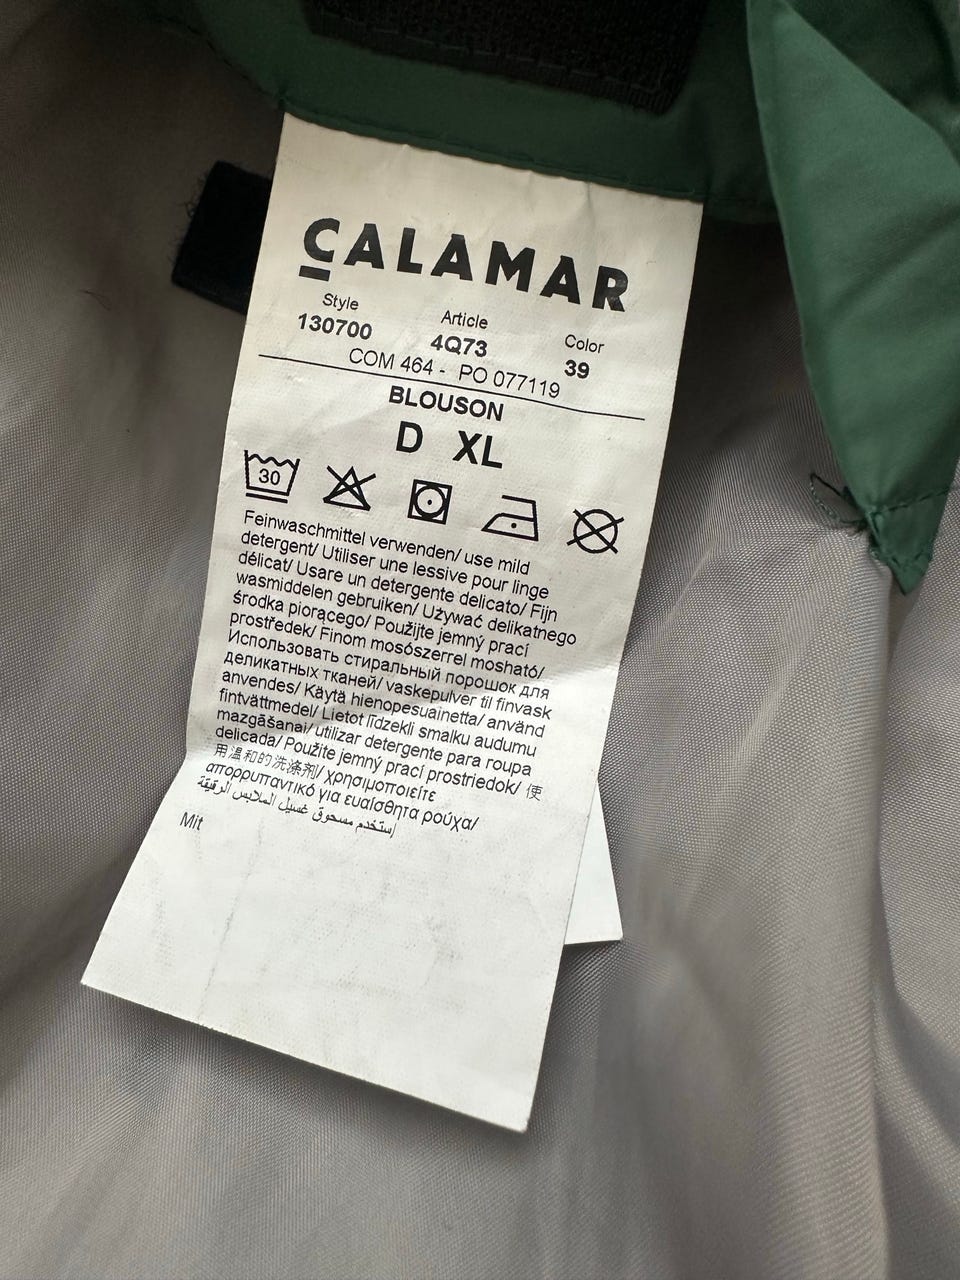 CALAMAR
Style Article Color
130700 4Q73 39
COM 464 - PO 077119
BLOUSON
D XL
30
Feinwaschmittel verwenden/ use mild
detergent/ Utiliser une lessive pour linge
délicat/ Usare un detergente delicato/ Fijn
wasmiddelen gebruiken/ Używać delikatnego
środka piorącego/ Použijte jemný prací
prostředek/ Finom mosószerrel mosható/
Использовать стиральный порошок для
деликатных тканей/ vaskepulver til finvask
anvendes/ Käytä hienopesuainetta/ använd
fintvättmedel/ Lietot līdzekli smalku audumu
mazgāšanai/ utilizar detergente para roupa
delicada/ Použite jemný prací prostriedok/ 使
用温和的洗涤剂/ χρησιμοποιείτε
απορρυπαντικό για ευαίσθητα ρούχα/
إستخدم مسحوق غسيل الملابس الرقيقة
Mit